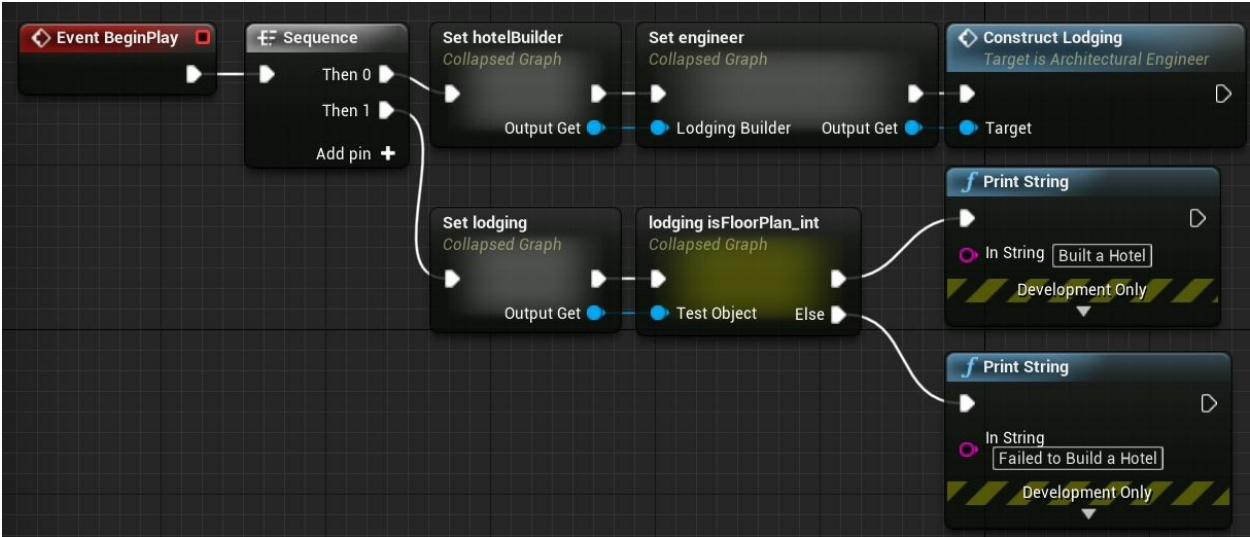 Event BeginPlay
Sequence
Then 0
Then 1
Add pin
Set hotelBuilder
Collapsed Graph
Output Get
Set engineer
Collapsed Graph
Lodging Builder
Output Get
Construct Lodging
Target is Architectural Engineer
Target
Set lodging
Collapsed Graph
Output Get
lodging isFloorPlan_int
Collapsed Graph
Test Object
Else
Print String
In String
Built a Hotel
Development Only
Print String
In String
Failed to Build a Hotel
Development Only